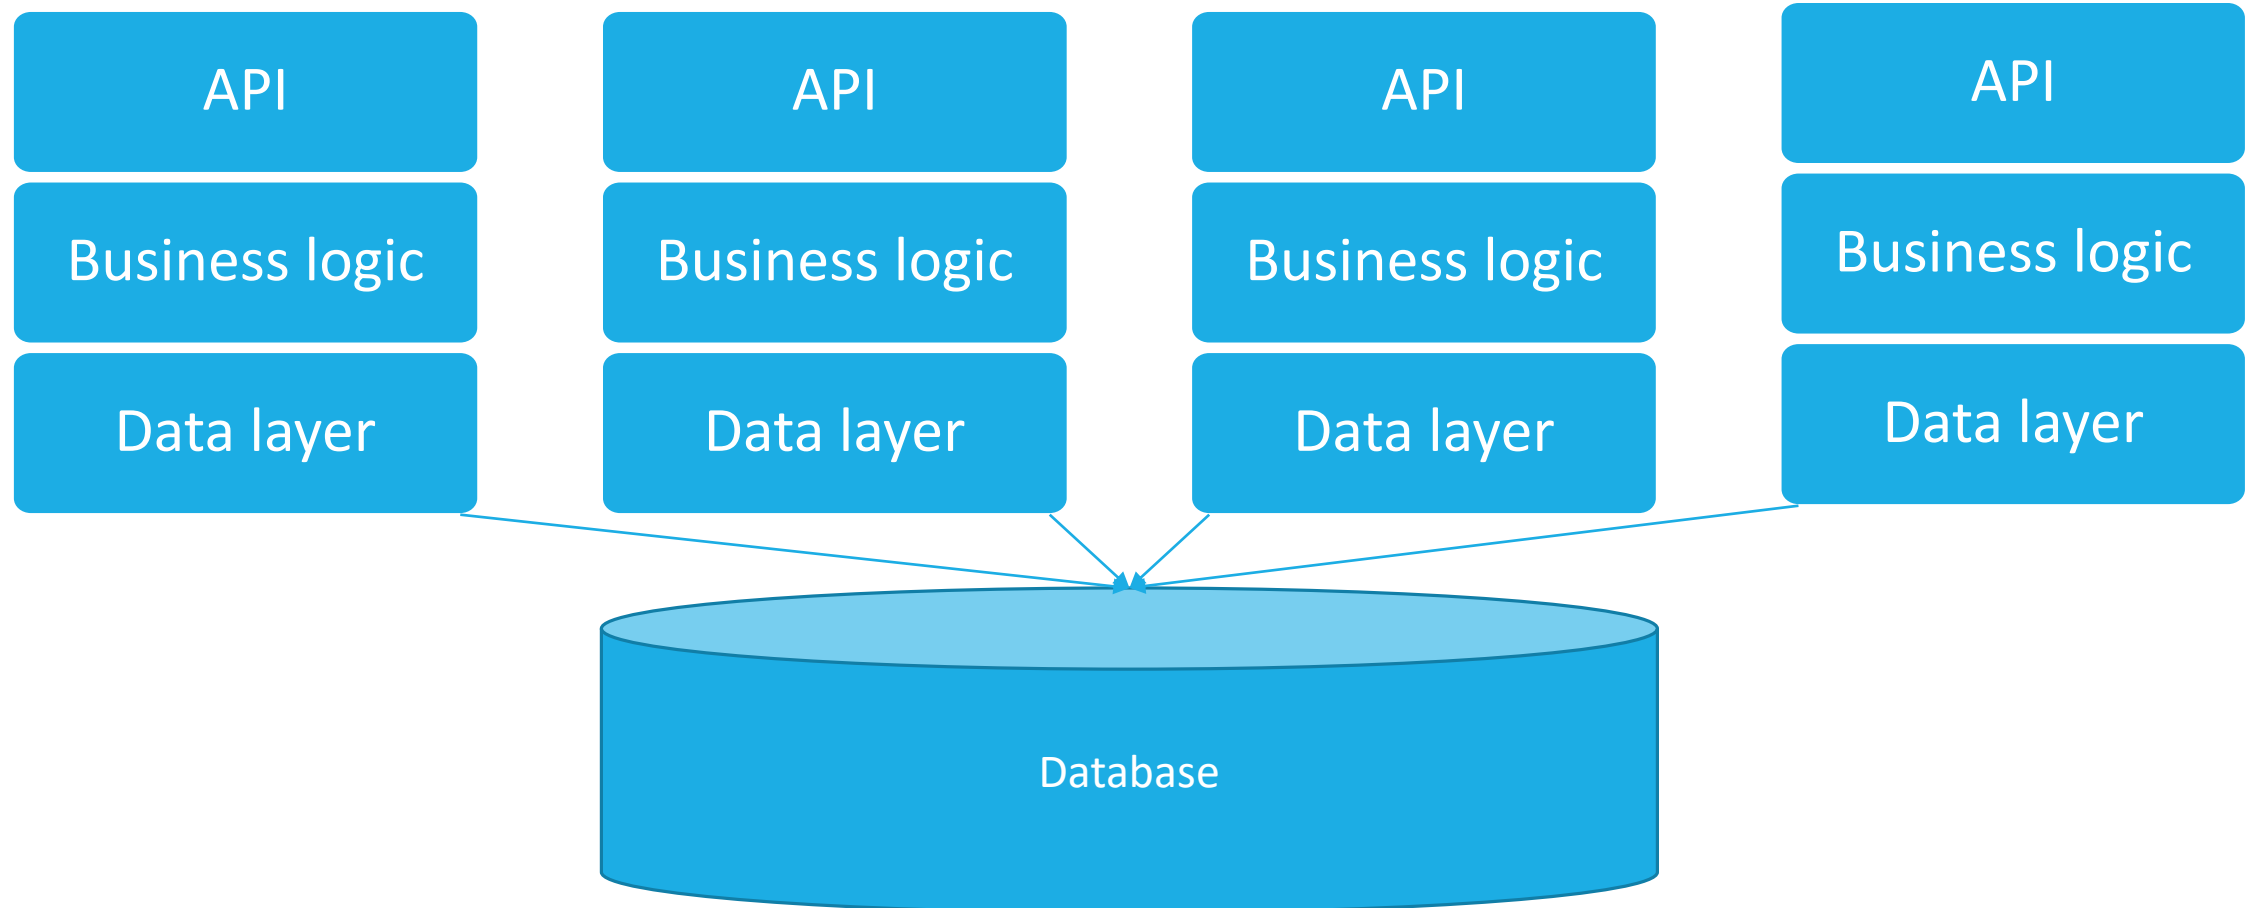 API
API
API
API
Business logic
Business logic
Business logic
Business logic
Data layer
Data layer
Data layer
Data layer
Database